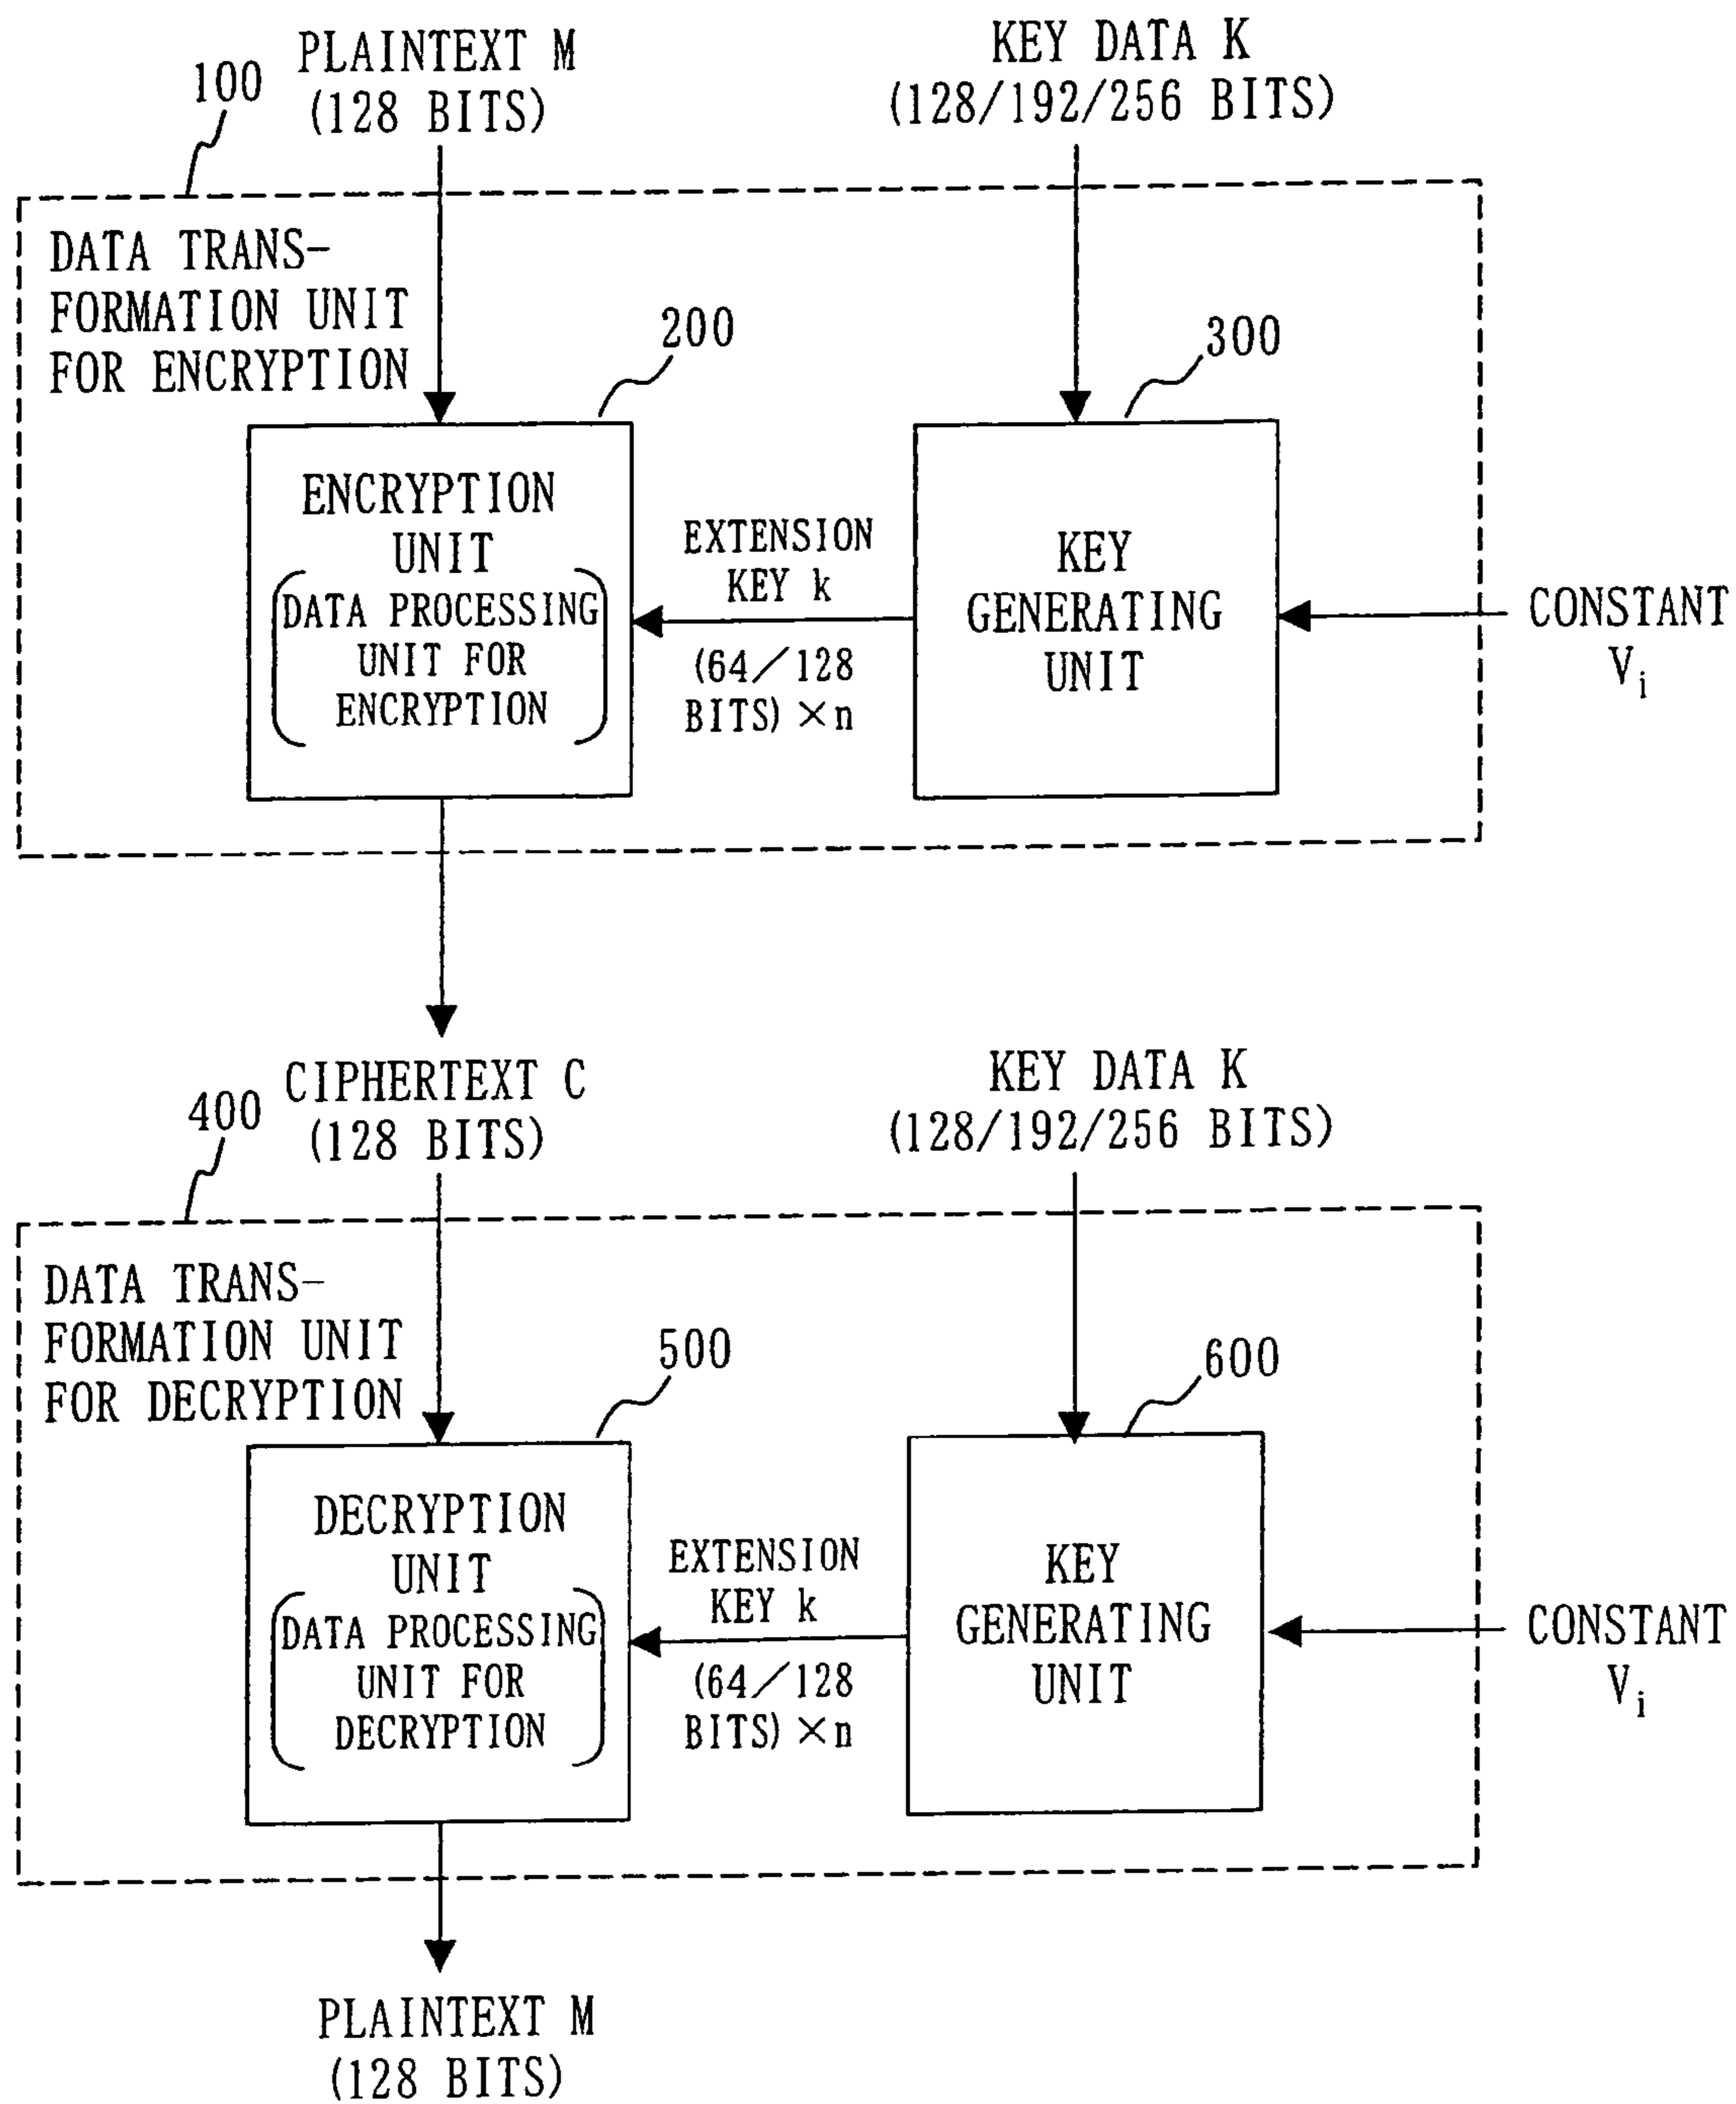 100
PLAINTEXT M
(128 BITS)
KEY DATA K
(128/192/256 BITS)
DATA TRANS-
FORMATION UNIT
FOR ENCRYPTION
200
300
ENCRYPTION
UNIT
DATA PROCESSING
UNIT FOR
ENCRYPTION
EXTENSION
KEY k
(64/128
BITS)×n
KEY
GENERATING
UNIT
CONSTANT
Vi
400
CIPHERTEXT C
(128 BITS)
KEY DATA K
(128/192/256 BITS)
DATA TRANS-
FORMATION UNIT
FOR DECRYPTION
500
600
DECRYPTION
UNIT
DATA PROCESSING
UNIT FOR
DECRYPTION
EXTENSION
KEY k
(64/128
BITS)×n
KEY
GENERATING
UNIT
CONSTANT
Vi
PLAINTEXT M
(128 BITS)